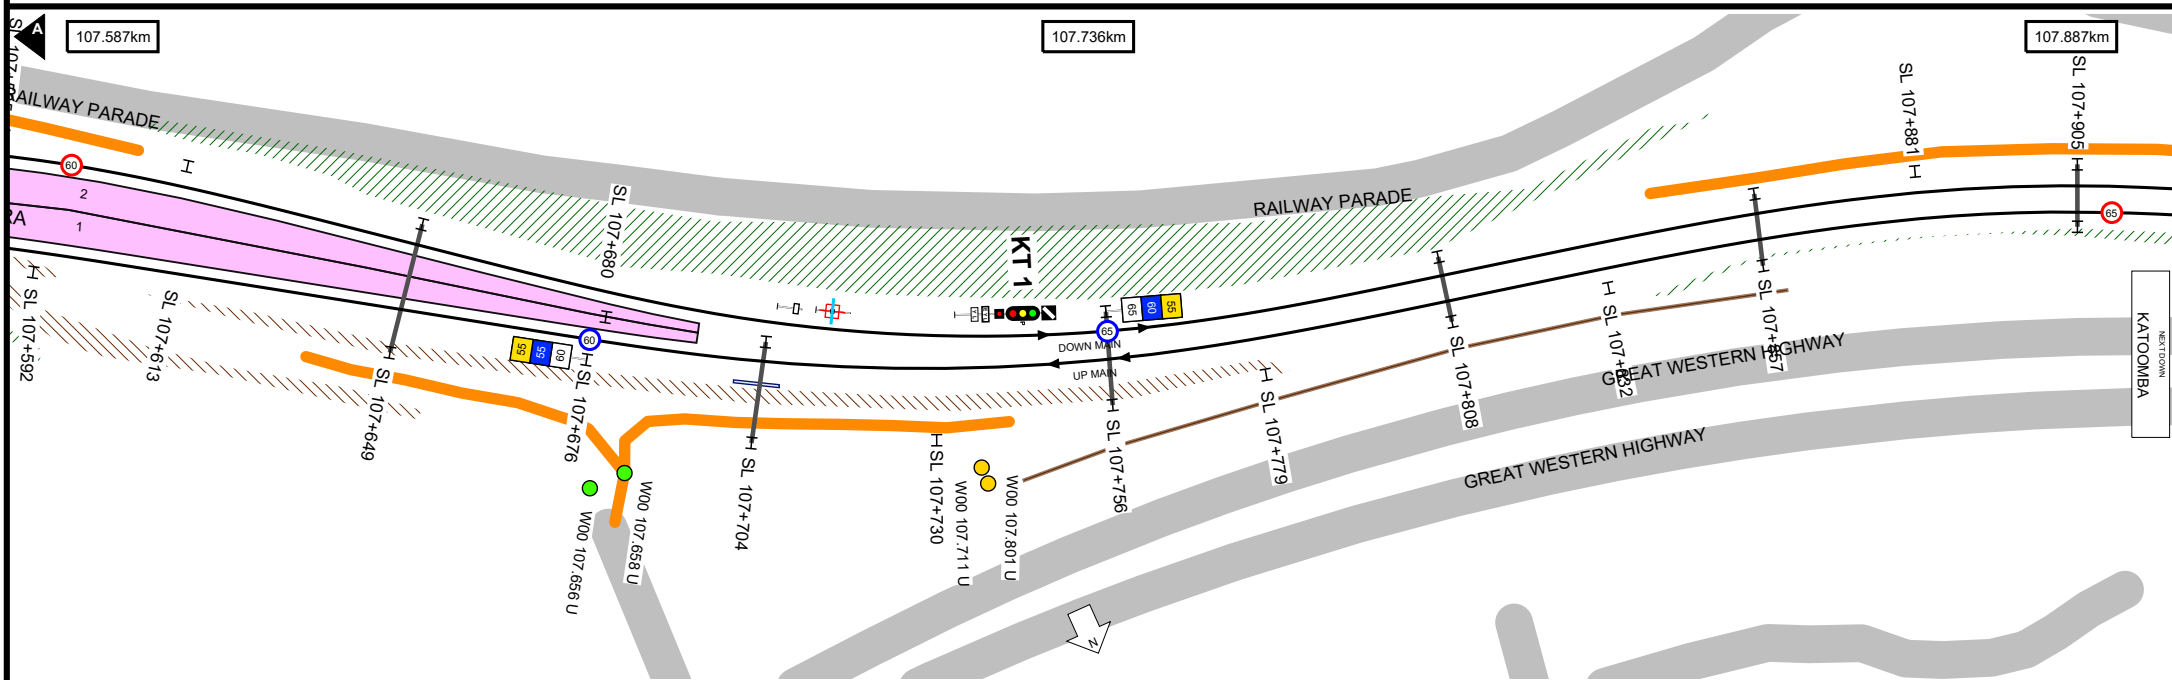 A
107.587km
107.736km
107.887km
RAILWAY PARADE
RAILWAY PARADE
SL 107+881
SL 107+905
60
2
1
RA
SL 107+680
KT 1
65
60
55
65
DOWN MAIN
UP MAIN
65
55
55
60
60
SL 107+592
SL 107+613
SL 107+649
SL 107+676
SL 107+704
SL 107+730
SL 107+756
SL 107+779
SL 107+808
SL 107+832
SL 107+857
GREAT WESTERN HIGHWAY
GREAT WESTERN HIGHWAY
NEXT DOWN
KATOOMBA
W00 107.656 U
W00 107.658 U
W00 107.711 U
W00 107.801 U
N